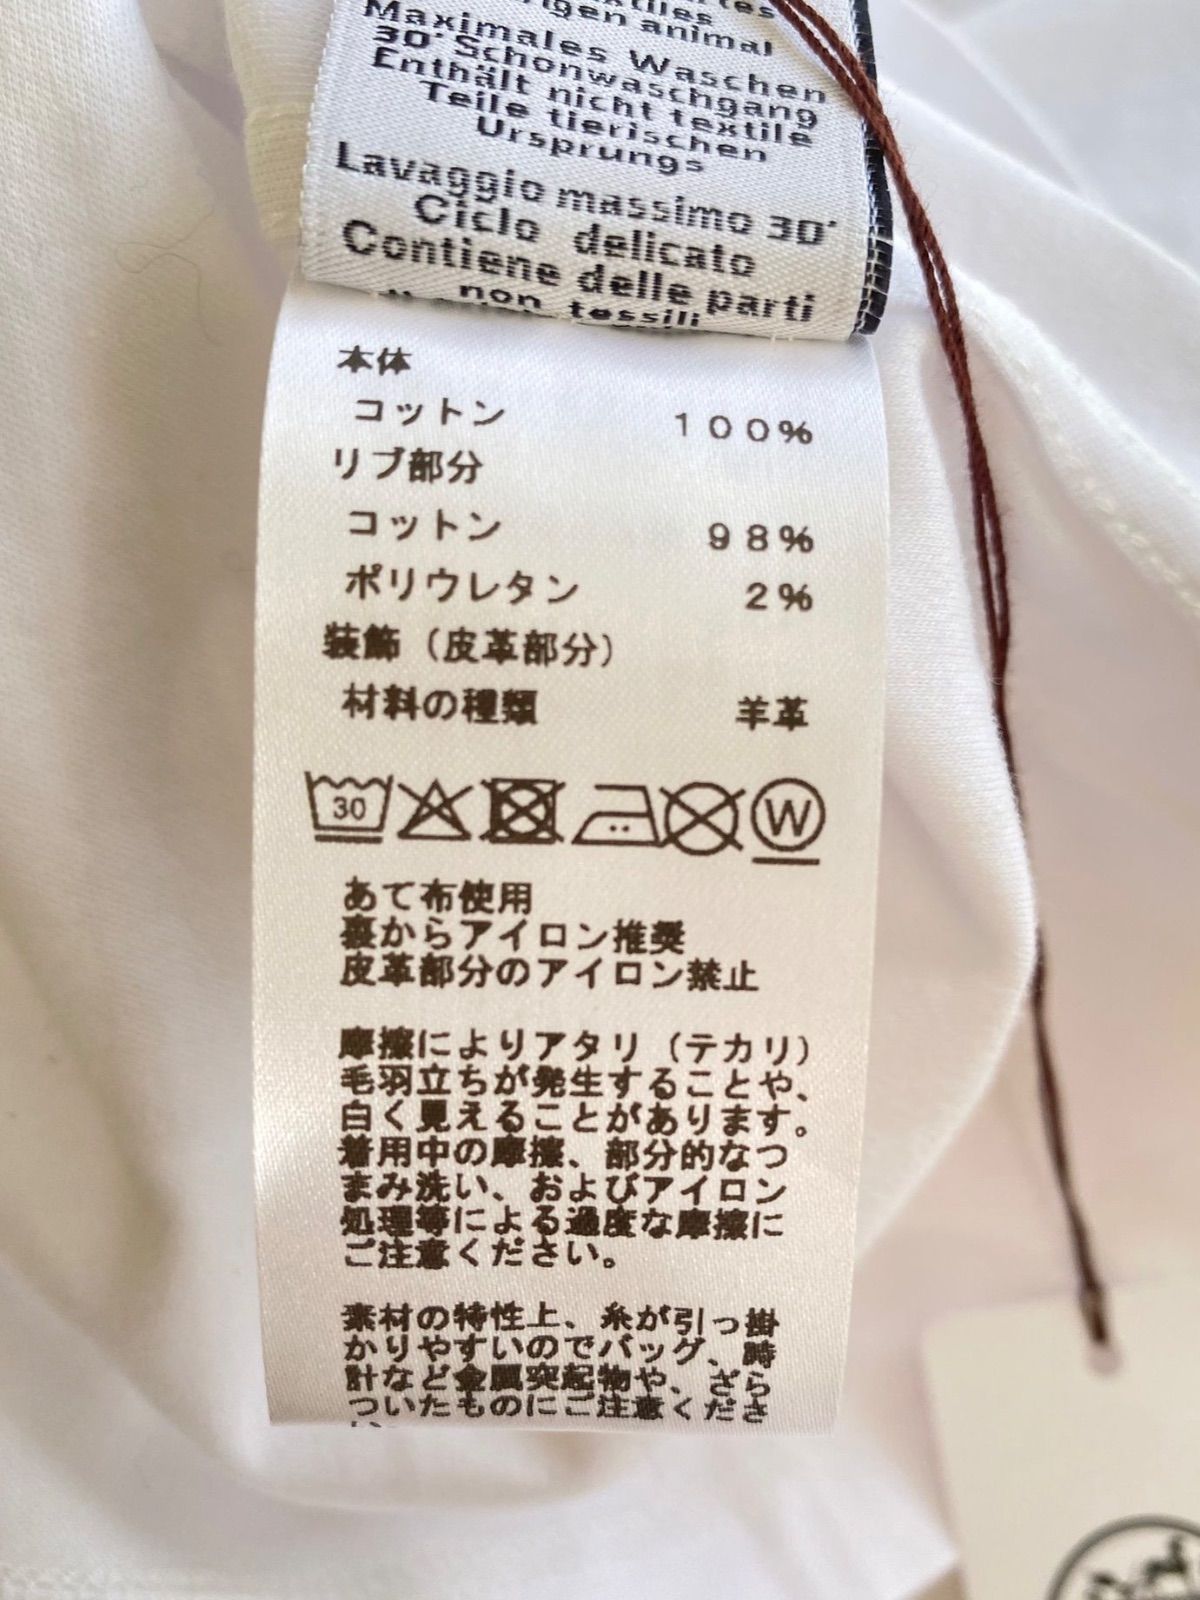 textiles
origen animal
Maximales Waschen
30° Schonwaschgang
Enthält nicht textile
Teile tierischen
Ursprungs
Lavaggio massimo 30°
Ciclo delicato
Contiene delle parti
non tessili
本体
コットン 100%
リブ部分
コットン 98%
ポリウレタン 2%
装飾（皮革部分）
材料の種類 羊革
30 W
あて布使用
裏からアイロン推奨
皮革部分のアイロン禁止
摩擦によりアタリ（テカリ）
毛羽立ちが発生することや、
白く見えることがあります。
着用中の摩擦、部分的なつ
まみ洗い、およびアイロン
処理等による過度な摩擦に
ご注意ください。
素材の特性上、糸が引っ掛
かりやすいのでバッグ、時
計など金属突起物や、ざら
ついたものにご注意くださ